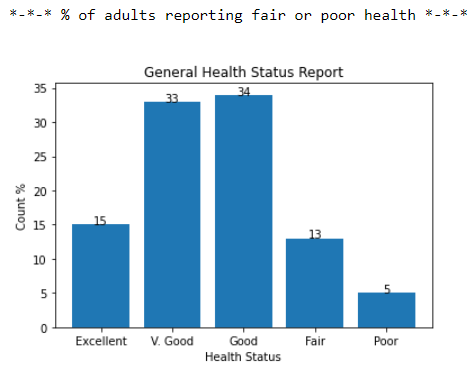 *-*-* % of adults reporting fair or poor health *-*-*
General Health Status Report
35
30
25
20
15
10
5
0
Count %
15
33
34
13
5
Excellent V. Good Good Fair Poor
Health Status